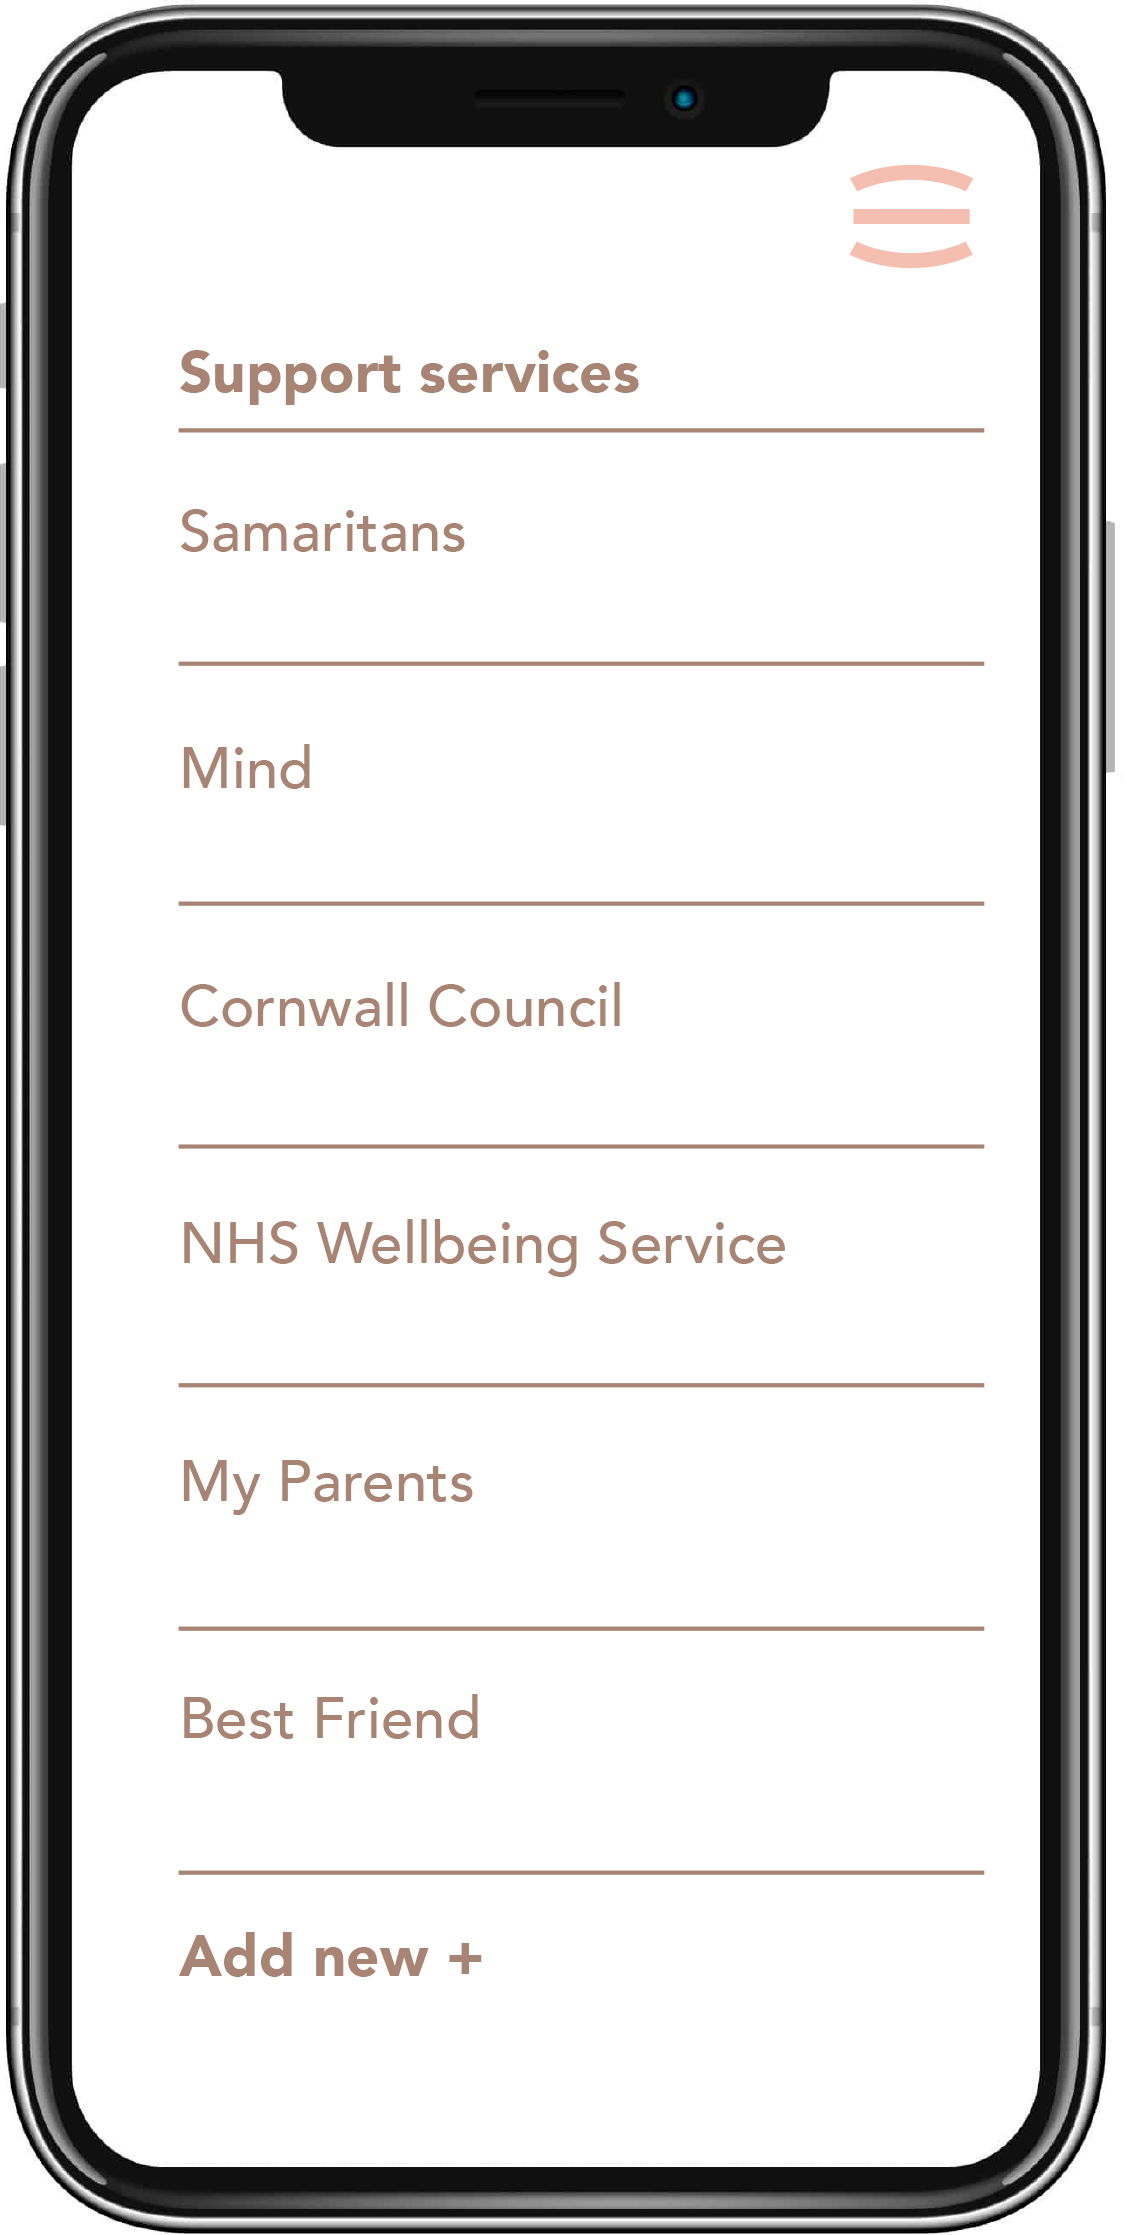 Support services
Samaritans
Mind
Cornwall Council
NHS Wellbeing Service
My Parents
Best Friend
Add new +